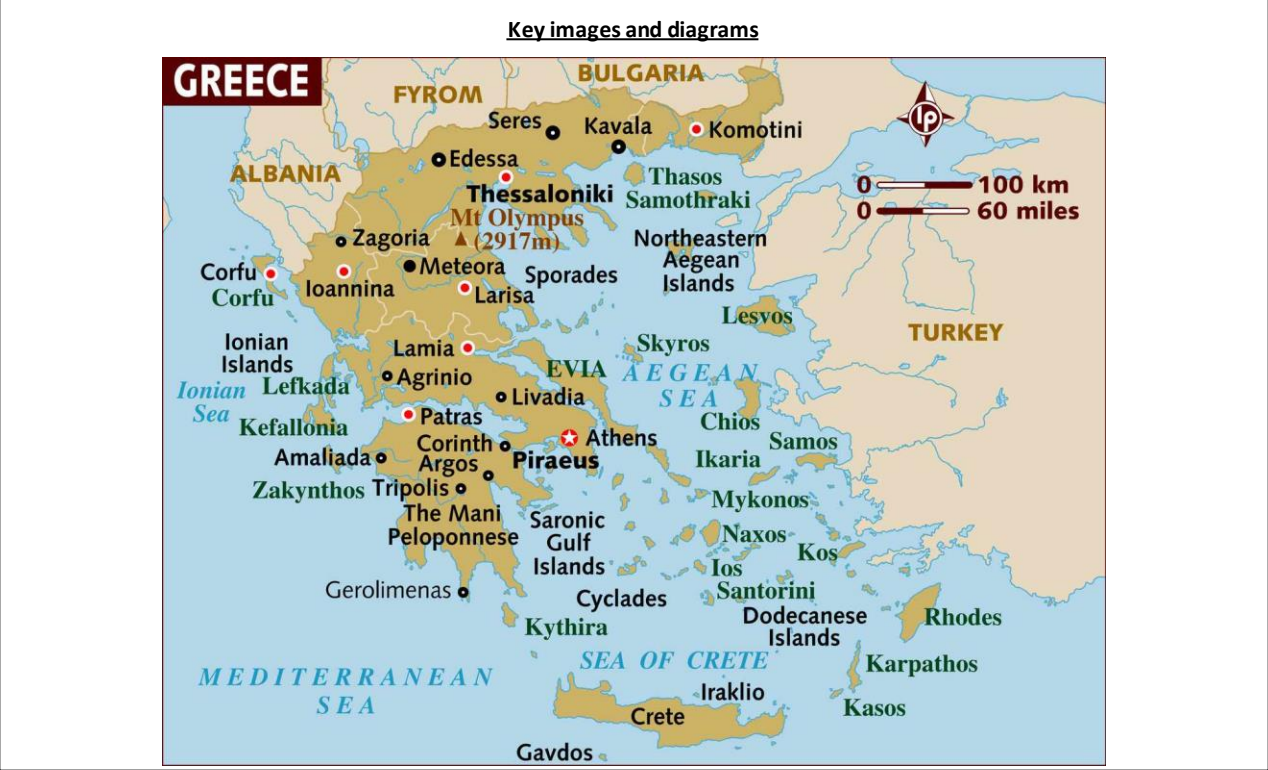 Key images and diagrams
GREECE
BULGARIA
FYROM
lp
Seres
Kavala
Komotini
ALBANIA
Edessa
Thasos
0 100 km
Thessaloniki
Samothraki
0 60 miles
Mt Olympus
(2917m)
Zagoria
Northeastern
Aegean
Islands
Corfu
Meteora
Sporades
Corfu
Ioannina
Larisa
Lesvos
TURKEY
Ionian
Islands
Lamia
Skyros
Ionian
Sea
Lefkada
Agrinio
EVIA
AEGEAN
SEA
Livadia
Kefallonia
Patras
Chios
Corinth
Athens
Samos
Amaliada
Argos
Piraeus
Ikaria
Zakynthos
Tripolis
Mykonos
The Mani
Peloponnese
Saronic
Gulf
Islands
Naxos
Kos
Ios
Gerolimenas
Cyclades
Santorini
Dodecanese
Islands
Rhodes
Kythira
MEDITERRANEAN
SEA
SEA OF CRETE
Karpathos
Iraklio
Kasos
Crete
Gavdos